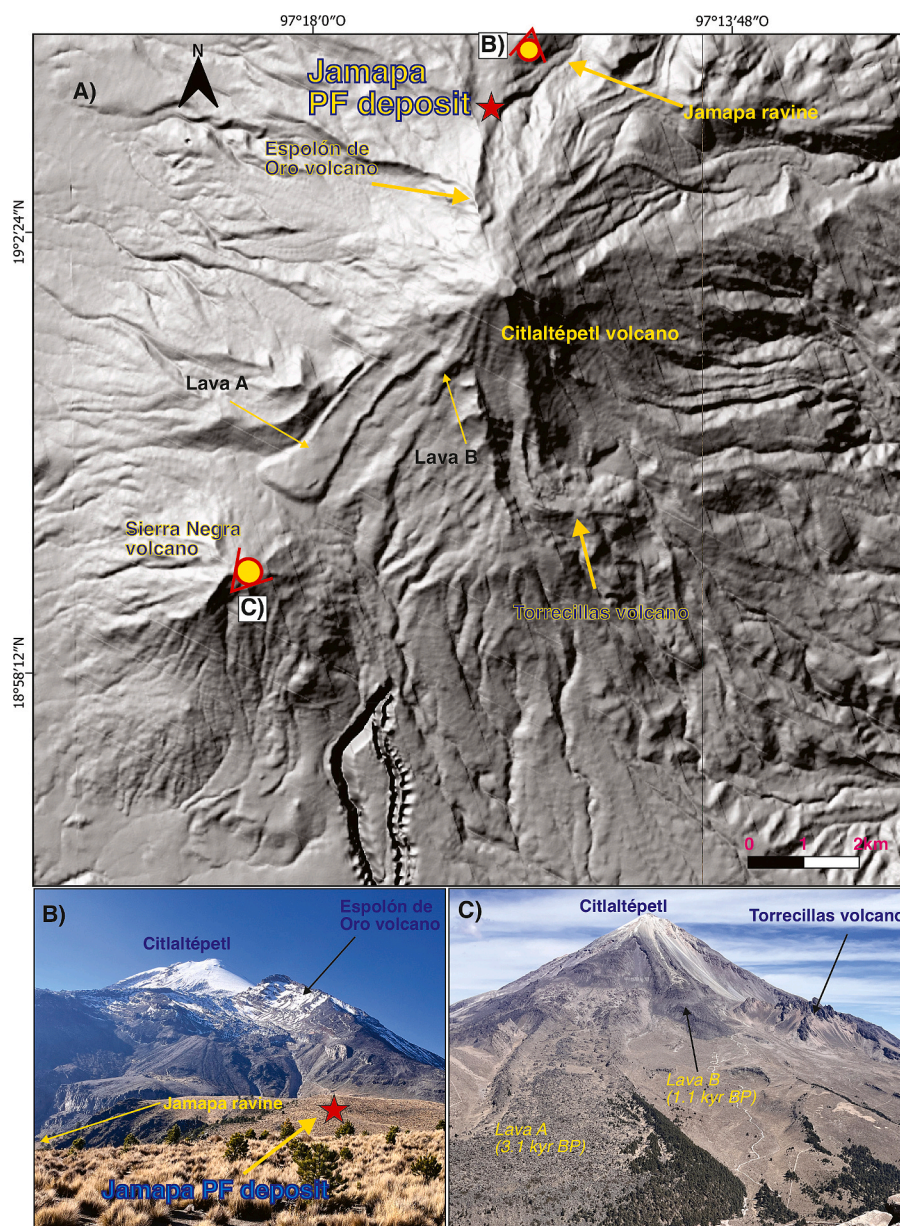 97°18′0″O
97°13′48″O
19°2′24″N
18°58′12″N
A)
N
B)
Jamapa
PF deposit
Jamapa ravine
Espolón de
Oro volcano
Citlaltépetl volcano
Lava A
Lava B
Sierra Negra
volcano
C)
Torrecillas volcano
0 1 2km
B)
Espolón de
Oro volcano
Citlaltépetl
Jamapa ravine
Jamapa PF deposit
C)
Citlaltépetl
Torrecillas volcano
Lava B
(1.1 kyr BP)
Lava A
(3.1 kyr BP)